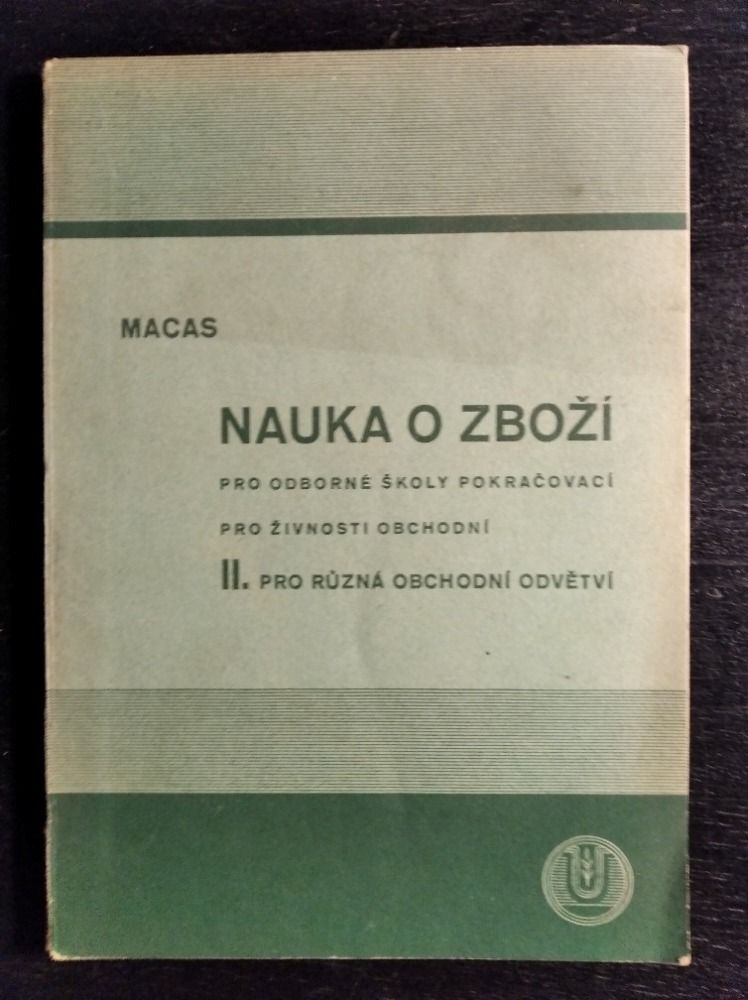 MACAS
NAUKA O ZBOŽÍ
PRO ODBORNÉ ŠKOLY POKRAČOVACÍ
PRO ŽIVNOSTI OBCHODNÍ
II. PRO RŮZNÁ OBCHODNÍ ODVĚTVÍ
U